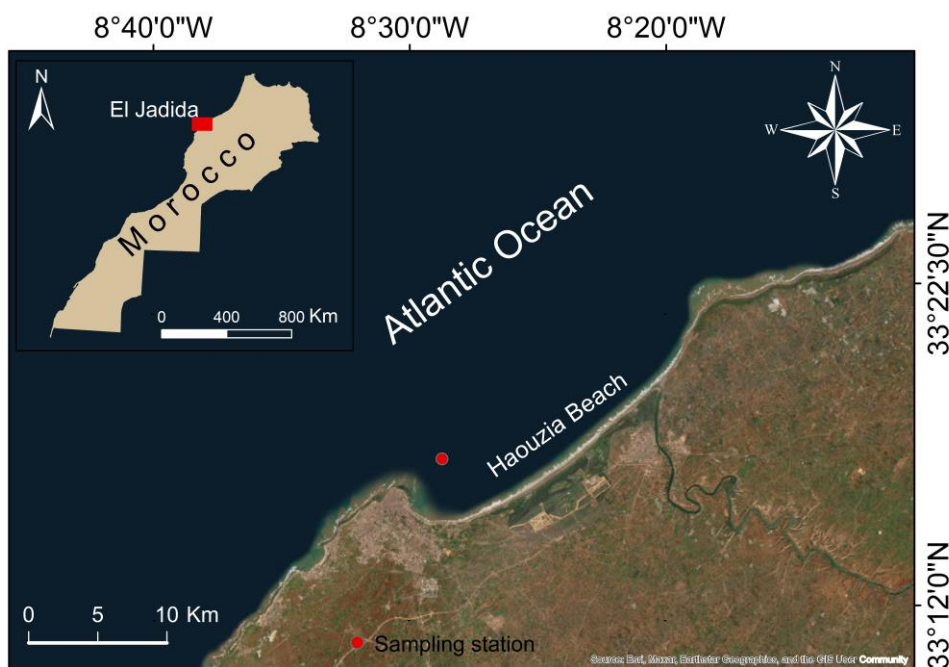 8°40'0"W
8°30'0"W
8°20'0"W
N
El Jadida
Morocco
0 400 800 Km
N
W
E
S
Atlantic Ocean
33°22'30"N
Haouzia Beach
33°12'0"N
0 5 10 Km
Sampling station
Source: Esri, Maxar, Earthstar Geographics, and the GIS User Community